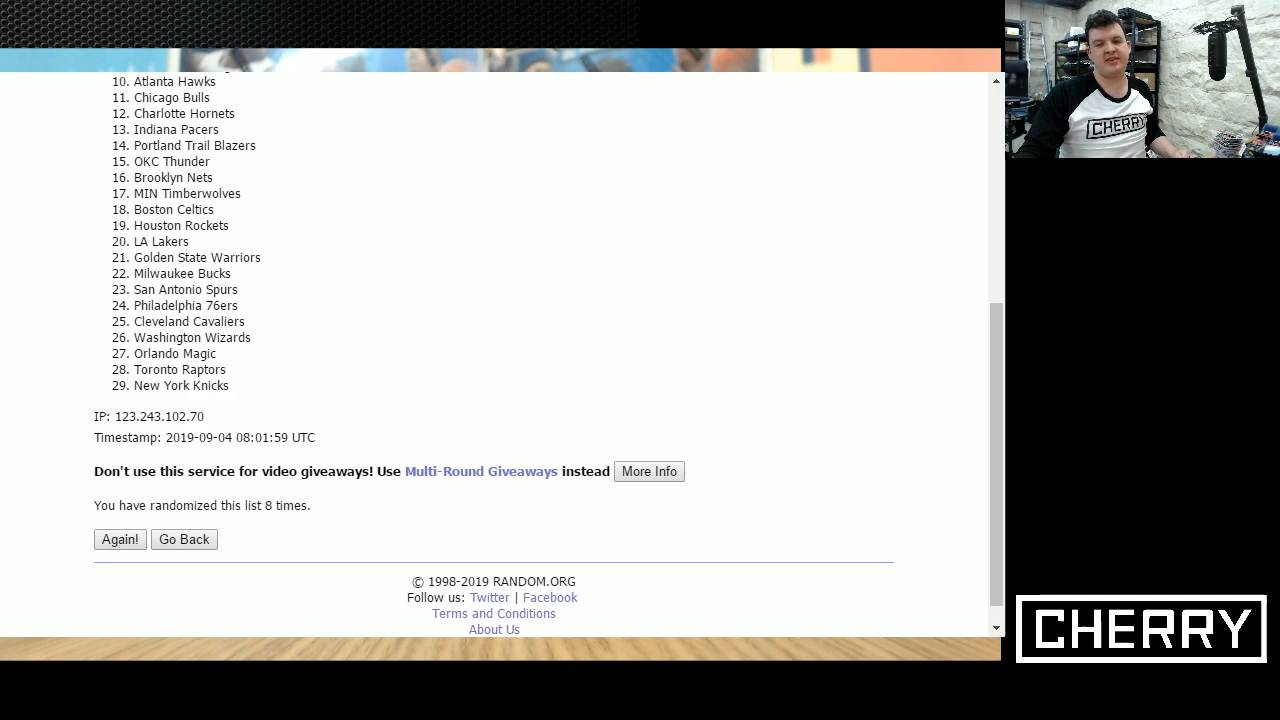 10. Atlanta Hawks
11. Chicago Bulls
12. Charlotte Hornets
13. Indiana Pacers
14. Portland Trail Blazers
15. OKC Thunder
16. Brooklyn Nets
17. MIN Timberwolves
18. Boston Celtics
19. Houston Rockets
20. LA Lakers
21. Golden State Warriors
22. Milwaukee Bucks
23. San Antonio Spurs
24. Philadelphia 76ers
25. Cleveland Cavaliers
26. Washington Wizards
27. Orlando Magic
28. Toronto Raptors
29. New York Knicks
IP: 123.243.102.70
Timestamp: 2019-09-04 08:01:59 UTC
Don't use this service for video giveaways! Use Multi-Round Giveaways instead More Info
You have randomized this list 8 times.
Again! Go Back
© 1998-2019 RANDOM.ORG
Follow us: Twitter | Facebook
Terms and Conditions
About Us
CHERRY
CHERRY